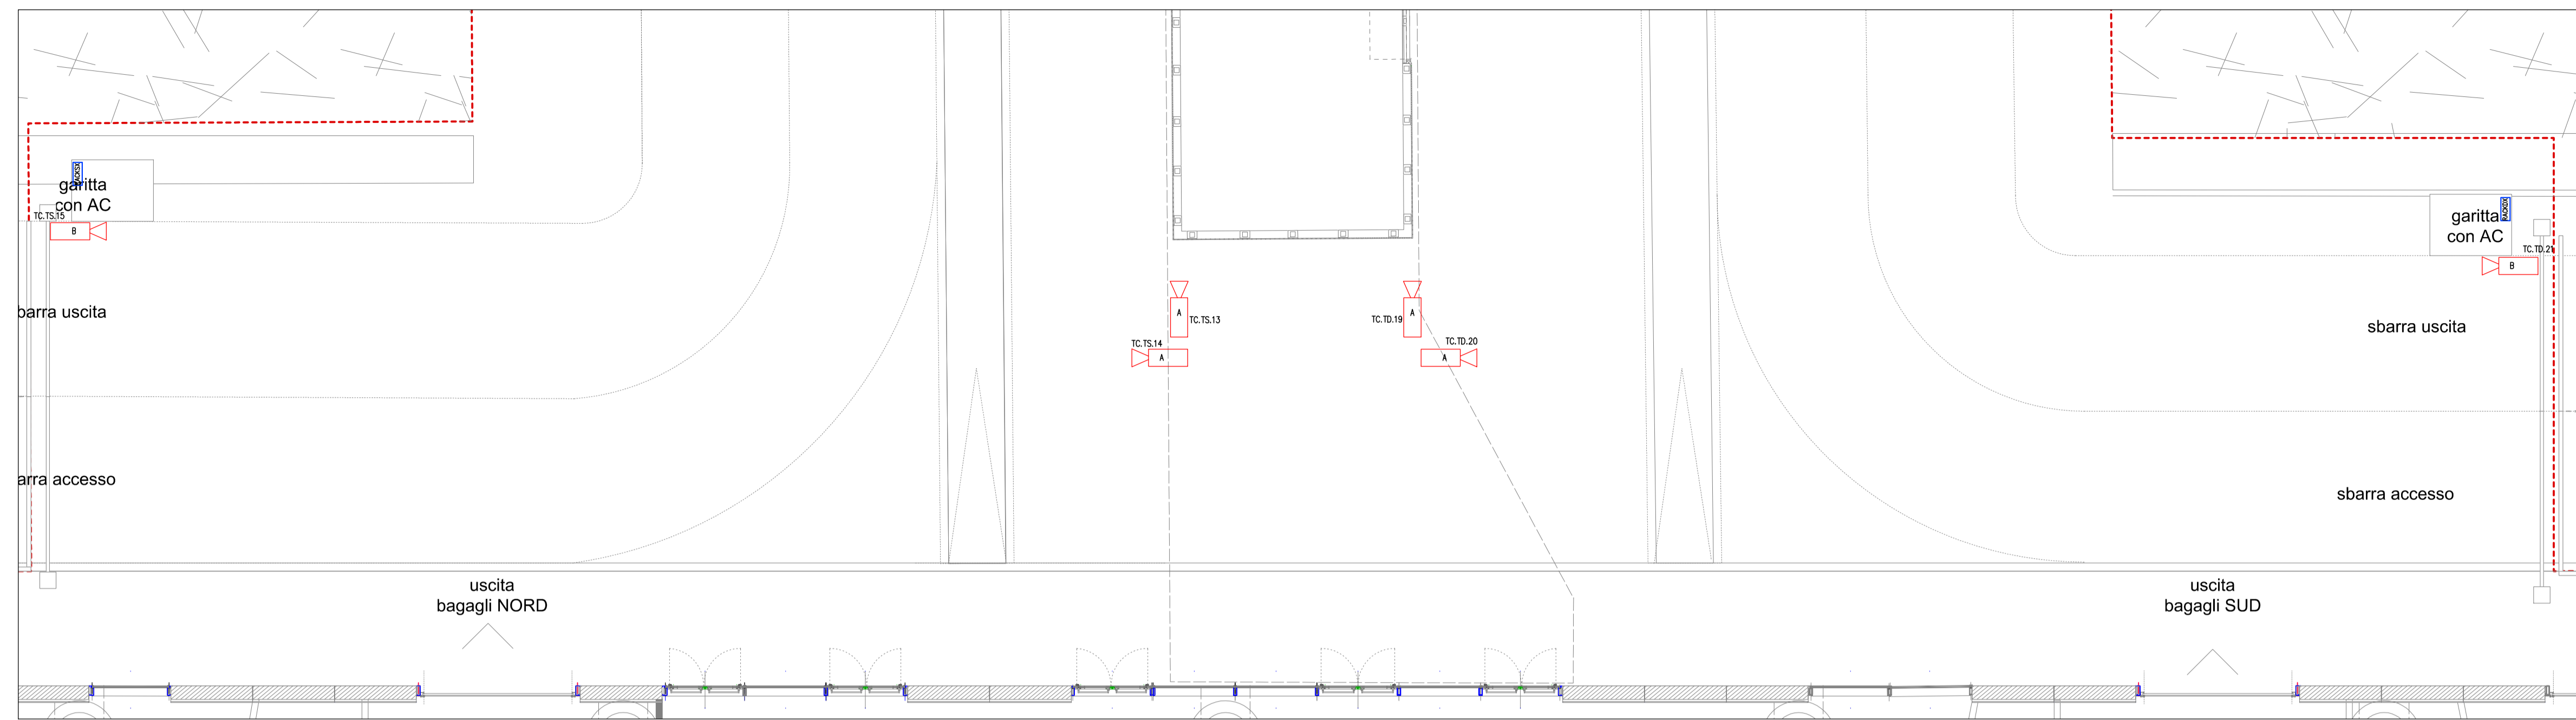 RACKSX
garitta
con AC
TC.TS.15
B
barra uscita
arra accesso
uscita
bagagli NORD
A
TC.TS.13
TC.TS.14
A
A
TC.TD.19
TC.TD.20
A
RACKDX
garitta
con AC
TC.TD.21
B
sbarra uscita
sbarra accesso
uscita
bagagli SUD